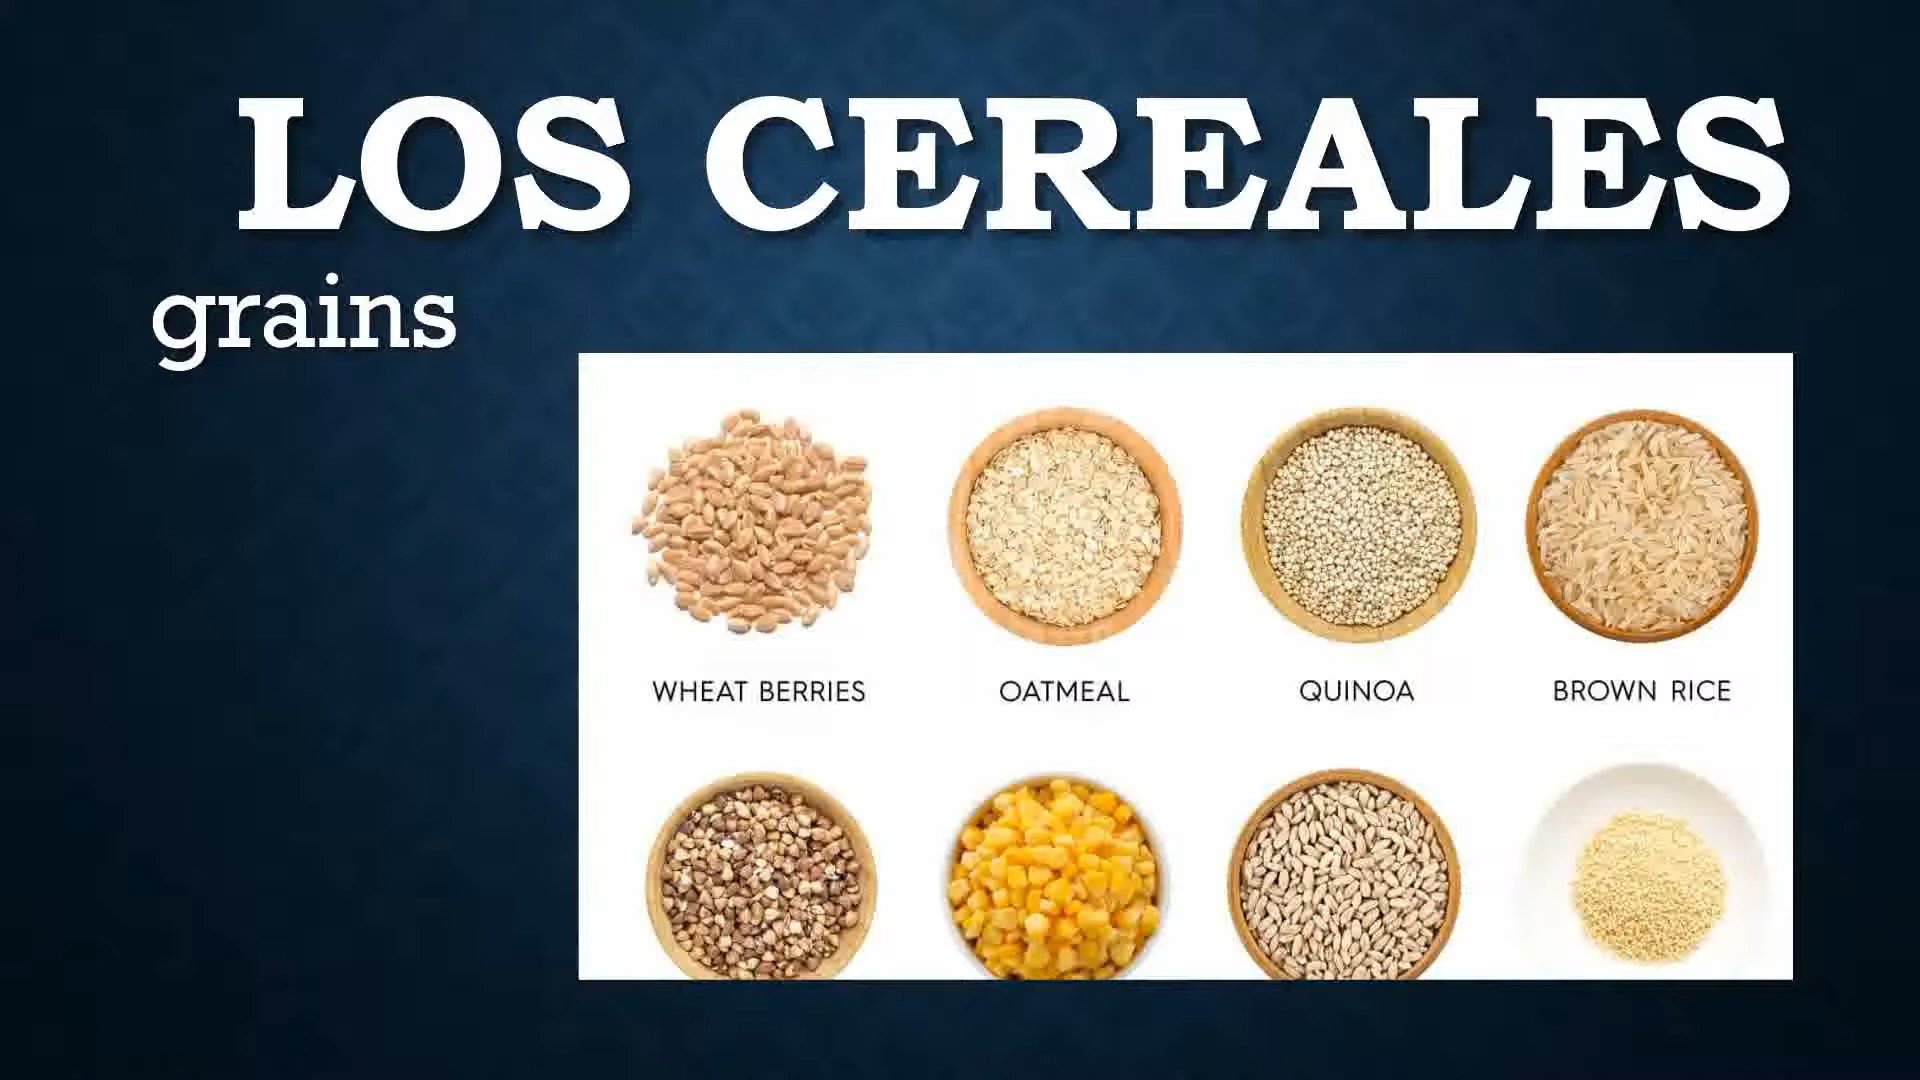 LOS CEREALES
grains
WHEAT BERRIES
OATMEAL
QUINOA
BROWN RICE